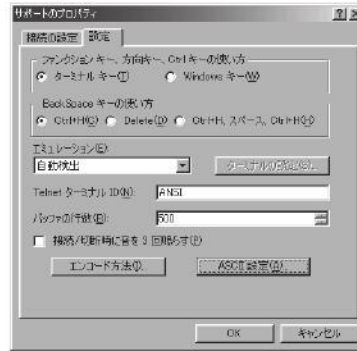 サポートのプロパティ
接続の設定 設定
ファンクション キー、方向キー、Ctrl キーの使い方
ターミナル キー(T) Windows キー(W)
BackSpace キーの使い方
Ctrl+H(C) Delete(D) Ctrl+H, スペース, Ctrl+H(H)
エミュレーション(E):
自動検出
ターミナルの設定(S)...
Telnet ターミナル ID(N): ANSI
バッファの行数(B): 500
接続/切断時に音を 3 回鳴らす(P)
エンコード方法(I)... ASCII 設定(A)...
OK キャンセル